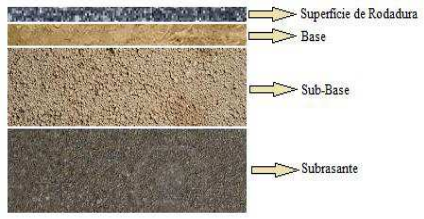 Superficie de Rodadura
Base
Sub-Base
Subrasante